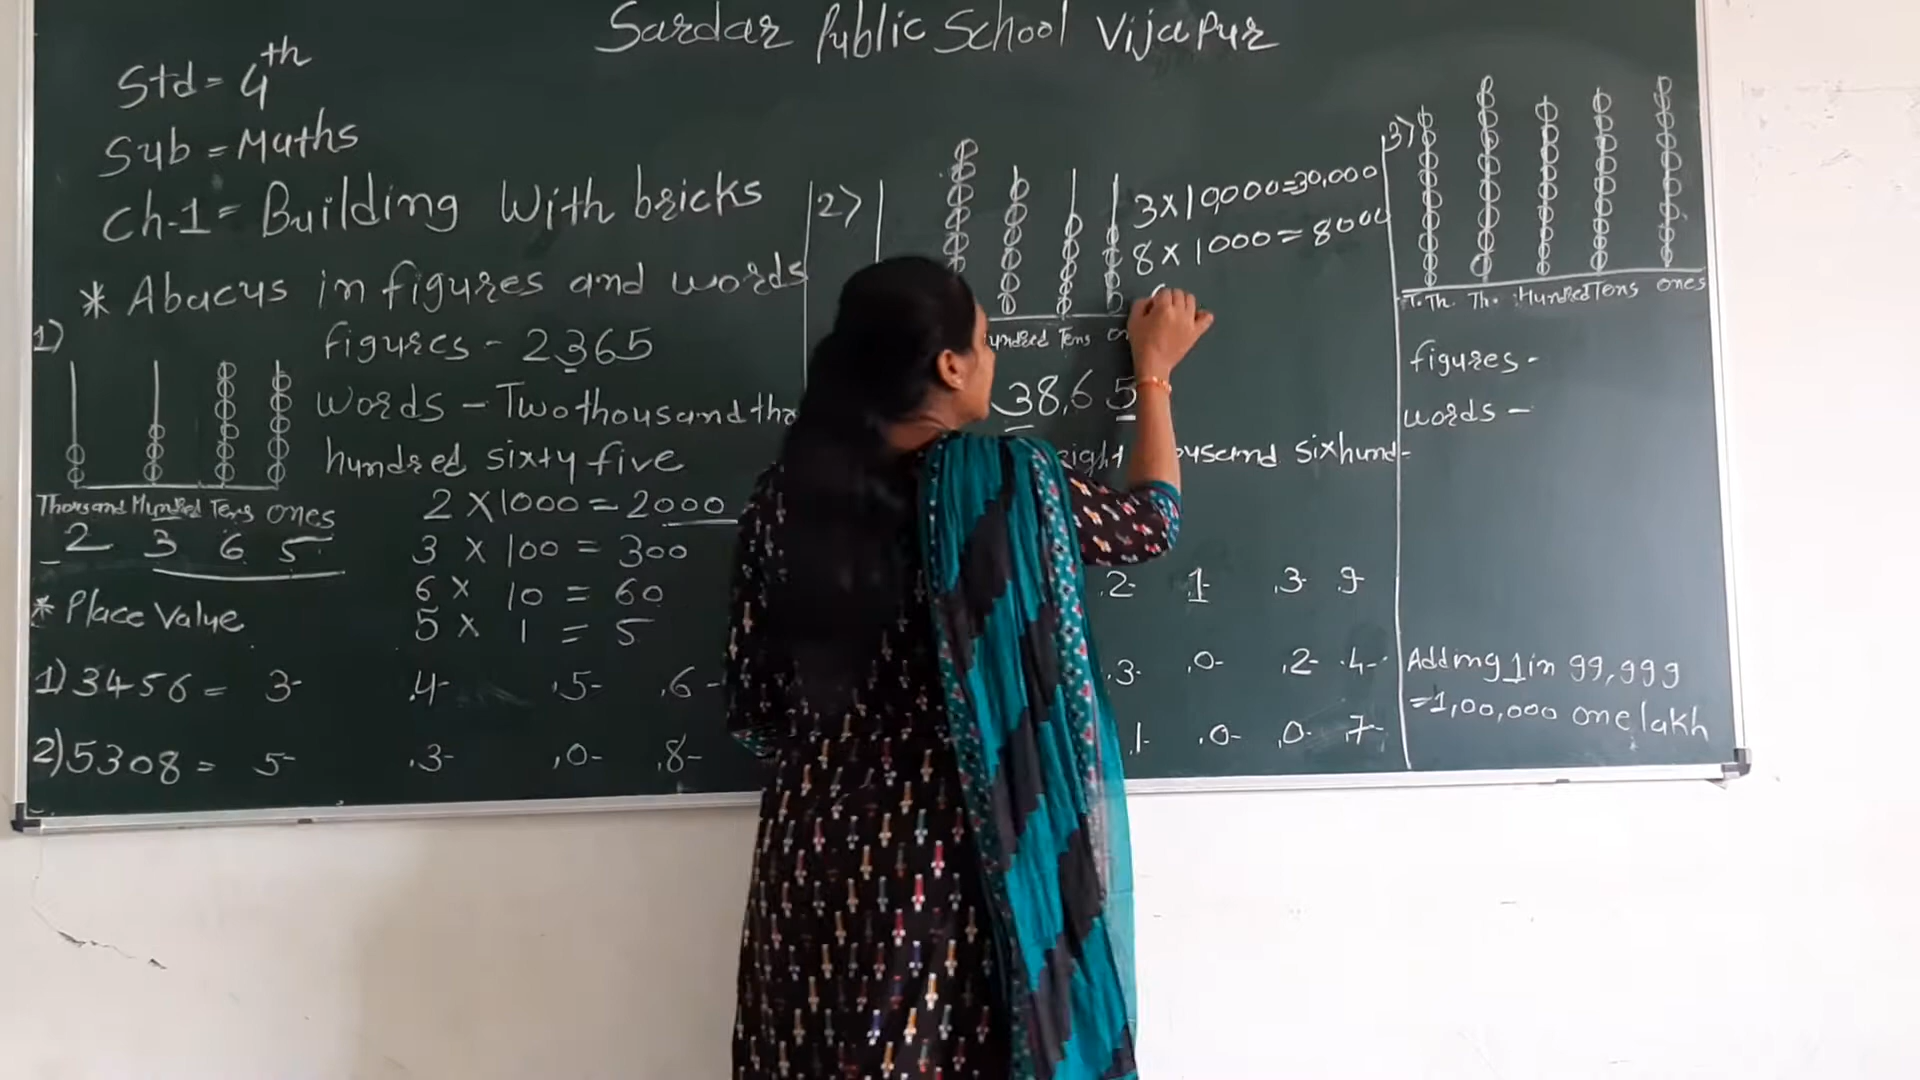 Sardar Public School Vijapur
Std = 4th
Sub = Maths
Ch-1 = Building With bricks
* Abacus in figures and words
1)
figures - 2365
words - Two thousand
hundred sixty five
Thousand Hundred Tens ones
2 3 6 5
2 X 1000 = 2000
3 X 100 = 300
6 X 10 = 60
5 X 1 = 5
* Place Value
1) 3456 = 3- ,4- ,5- ,6-
2) 5308 = 5- ,3- ,0- ,8-
2)
3 X 10,000 = 30,000
8 X 1000 = 8000
Tens
38,65
Sixhund-
,2- 1- ,3- 9-
,3- ,0- ,2- 4-
,1- ,0- ,0- 7-
3)
T.Th. Th. Hundred Tens ones
figures -
words -
Adding 1 in 99,999
= 1,00,000 one lakh